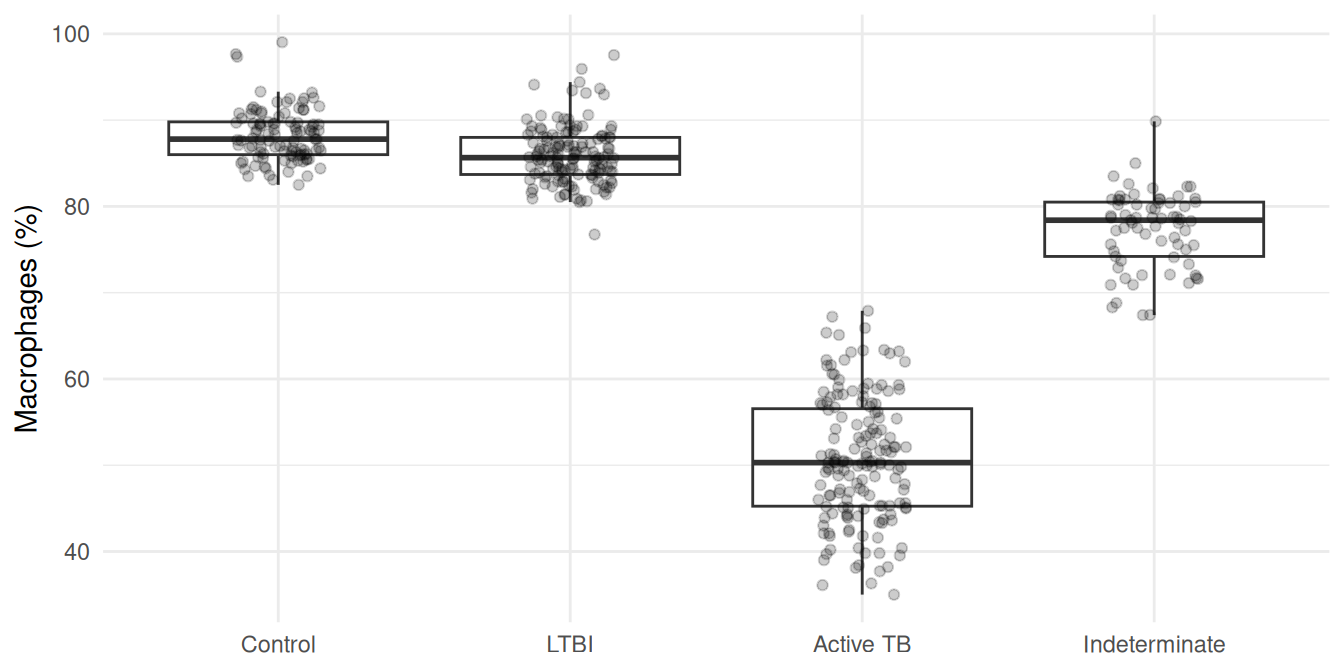 Macrophages (%)
100
80
60
40
Control
LTBI
Active TB
Indeterminate